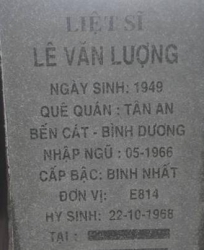 LIỆT SĨ
LÊ VĂN LƯỢNG
NGÀY SINH: 1949
QUÊ QUÁN: TÂN AN
BẾN CÁT - BÌNH DƯƠNG
NHẬP NGŨ : 05-1966
CẤP BẬC: BINH NHẤT
ĐƠN VỊ: E814
HY SINH: 22-10-1968
TẠI :